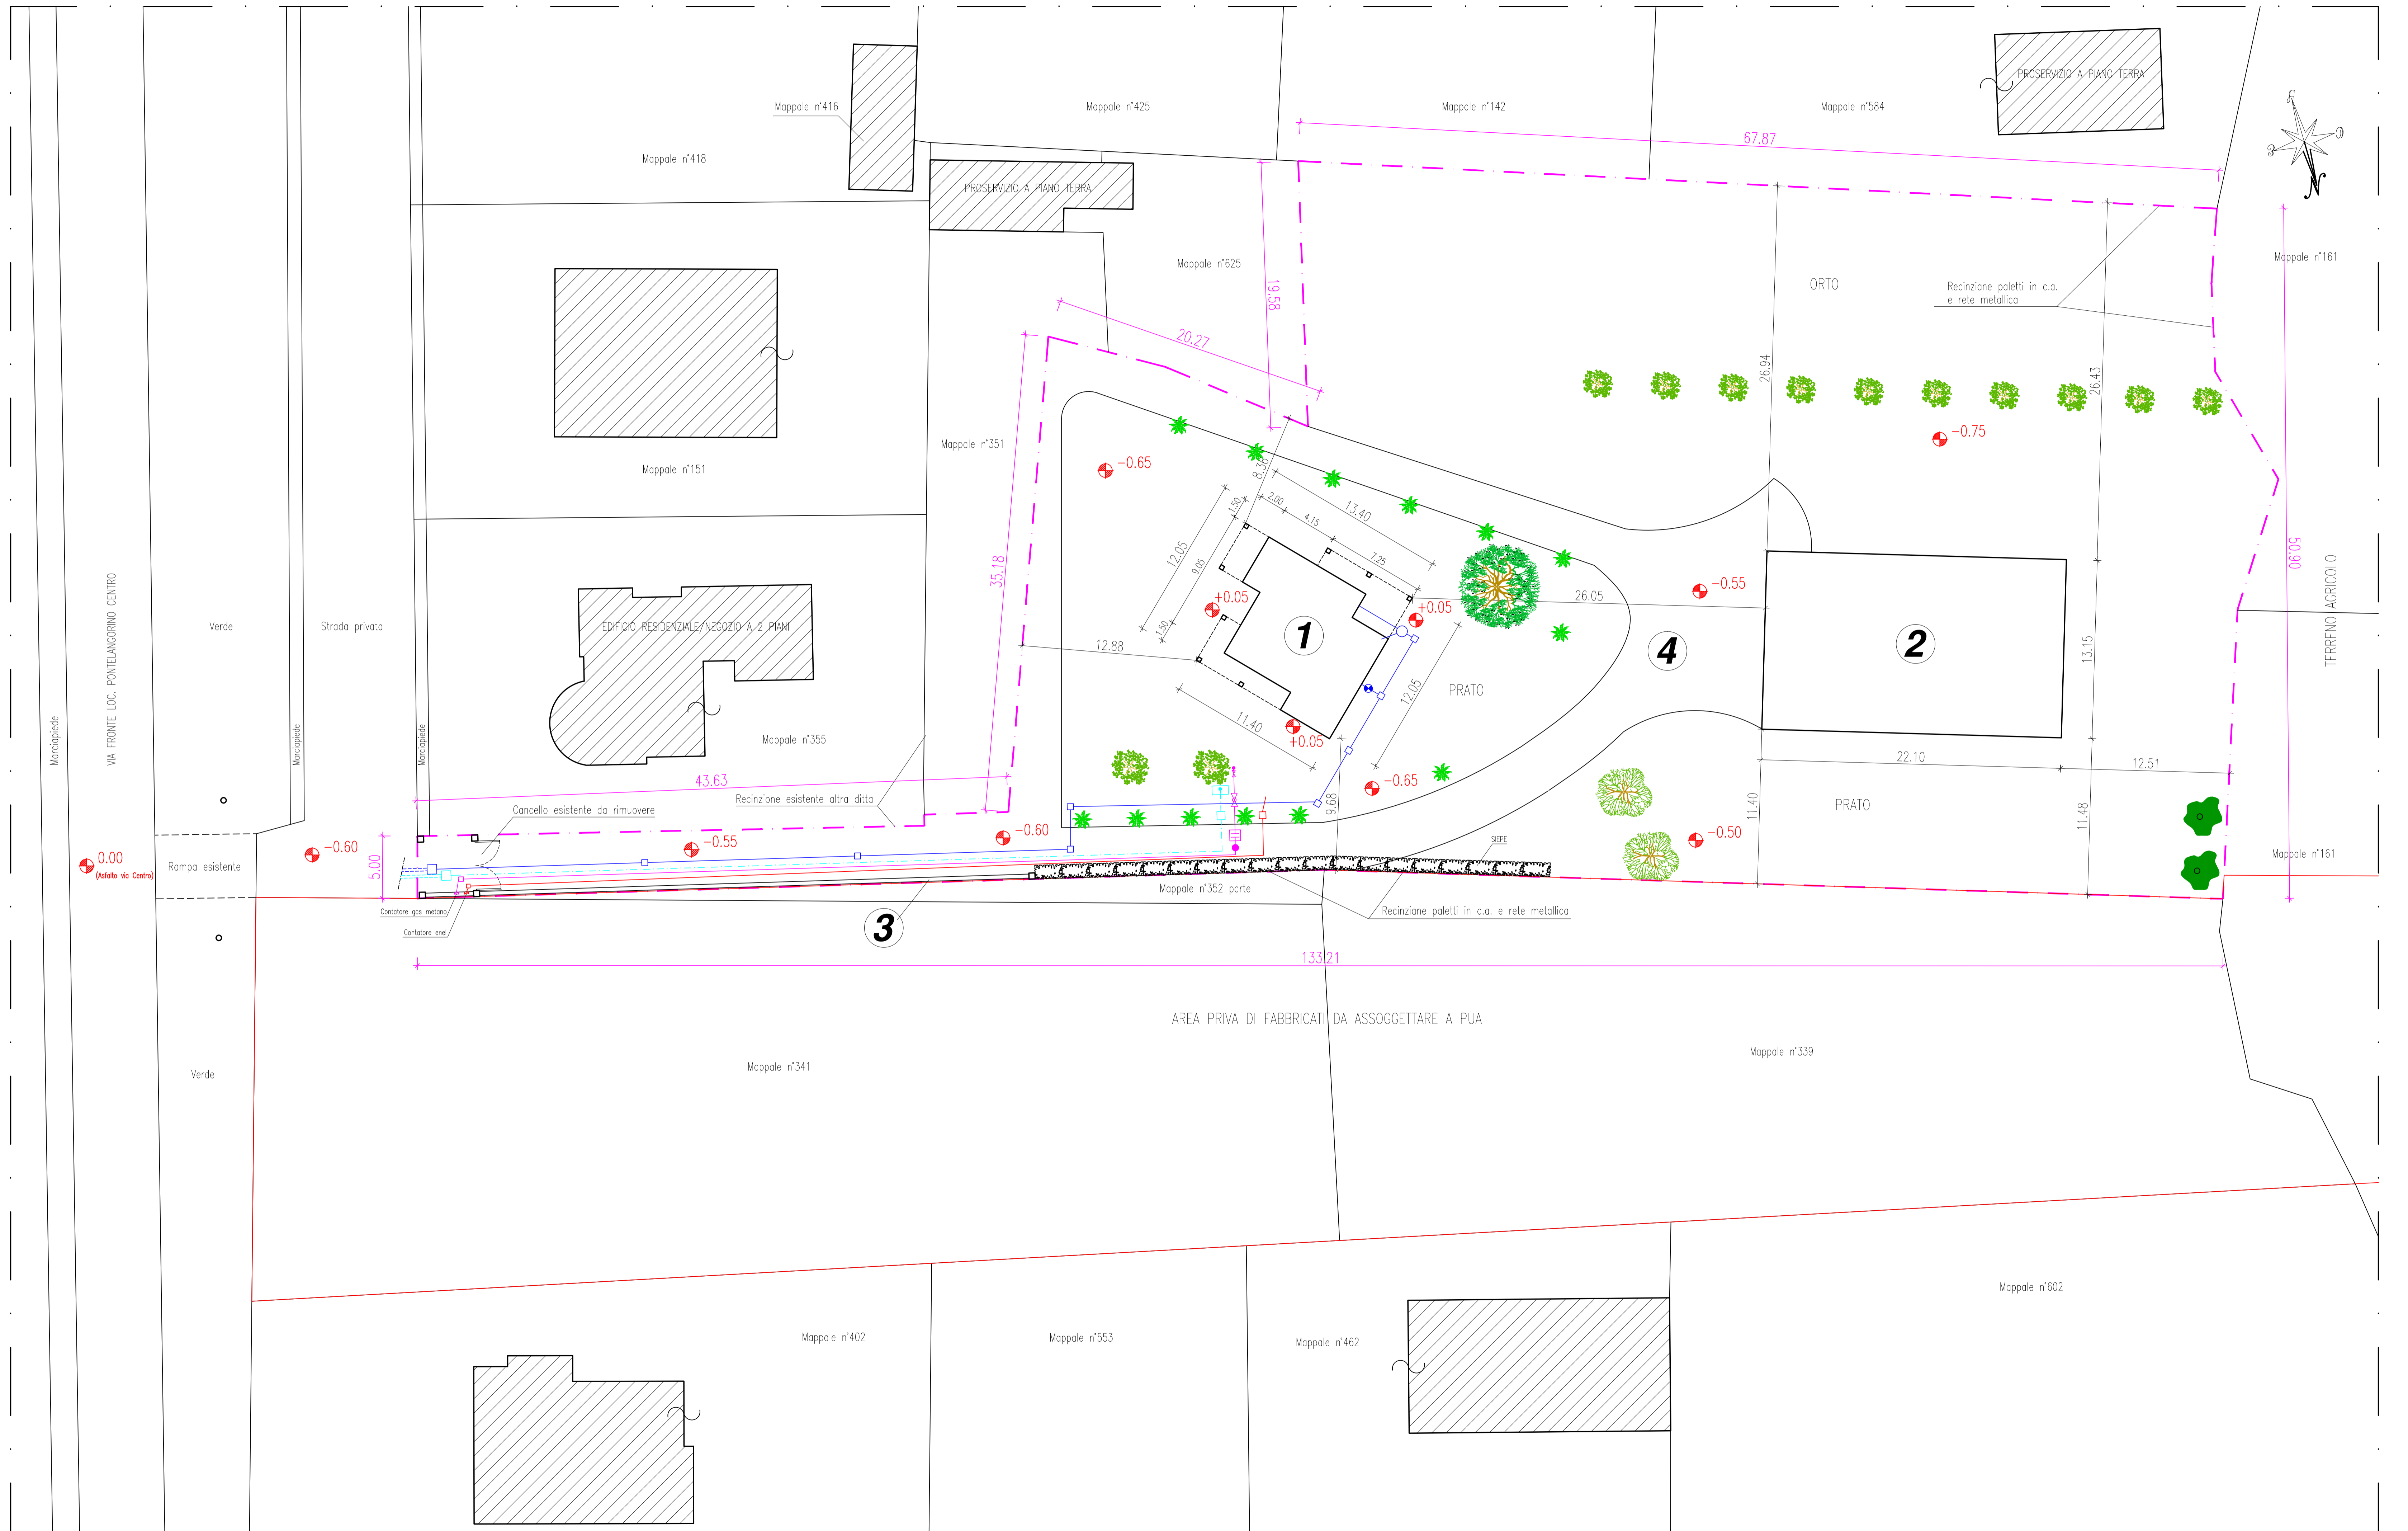 PROSERVIZIO A PIANO TERRA
Mappale n°416
Mappale n°425
Mappale n°142
Mappale n°584
67.87
Mappale n°418
PROSERVIZIO A PIANO TERRA
N
Mappale n°625
19.58
ORTO
Recinziane paletti in c.a.
e rete metallica
Mappale n°161
20.27
26.94
26.43
Mappale n°351
-0.75
Mappale n°151
-0.65
8.36
2.00
1.50
4.15
13.40
7.25
12.05
9.05
1.50
35.18
50.90
TERRENO AGRICOLO
VIA FRONTE LOC. PONTELANGORINO CENTRO
Verde
Strada privata
EDIFICIO RESIDENZIALE/NEGOZIO A 2 PIANI
+0.05
+0.05
26.05
-0.55
1
4
2
12.88
13.15
PRATO
12.05
11.40
+0.05
Marciapiede
Marciapiede
Marciapiede
Mappale n°355
43.63
-0.65
22.10
12.51
Cancello esistente da rimuovere
Recinzione esistente altra ditta
9.68
11.40
PRATO
11.48
-0.60
-0.50
-0.55
-0.60
SIEPE
0.00
(Asfalto via Centro)
Rampa esistente
5.00
Mappale n°161
Mappale n°352 parte
Contatore gas metano
Recinziane paletti in c.a. e rete metallica
Contatore enel
3
133.21
AREA PRIVA DI FABBRICATI DA ASSOGGETTARE A PUA
Mappale n°339
Mappale n°341
Verde
Mappale n°602
Mappale n°402
Mappale n°553
Mappale n°462